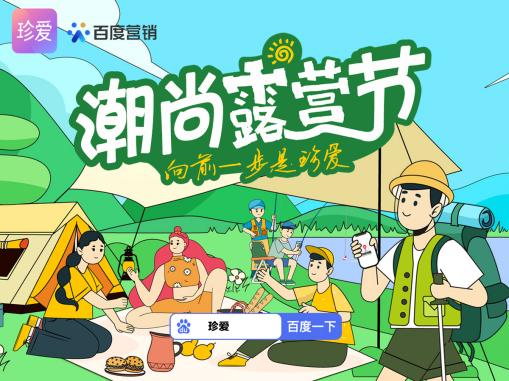 珍爱 百度营销
潮尚露营节
向前一步是珍爱
du 珍爱 百度一下